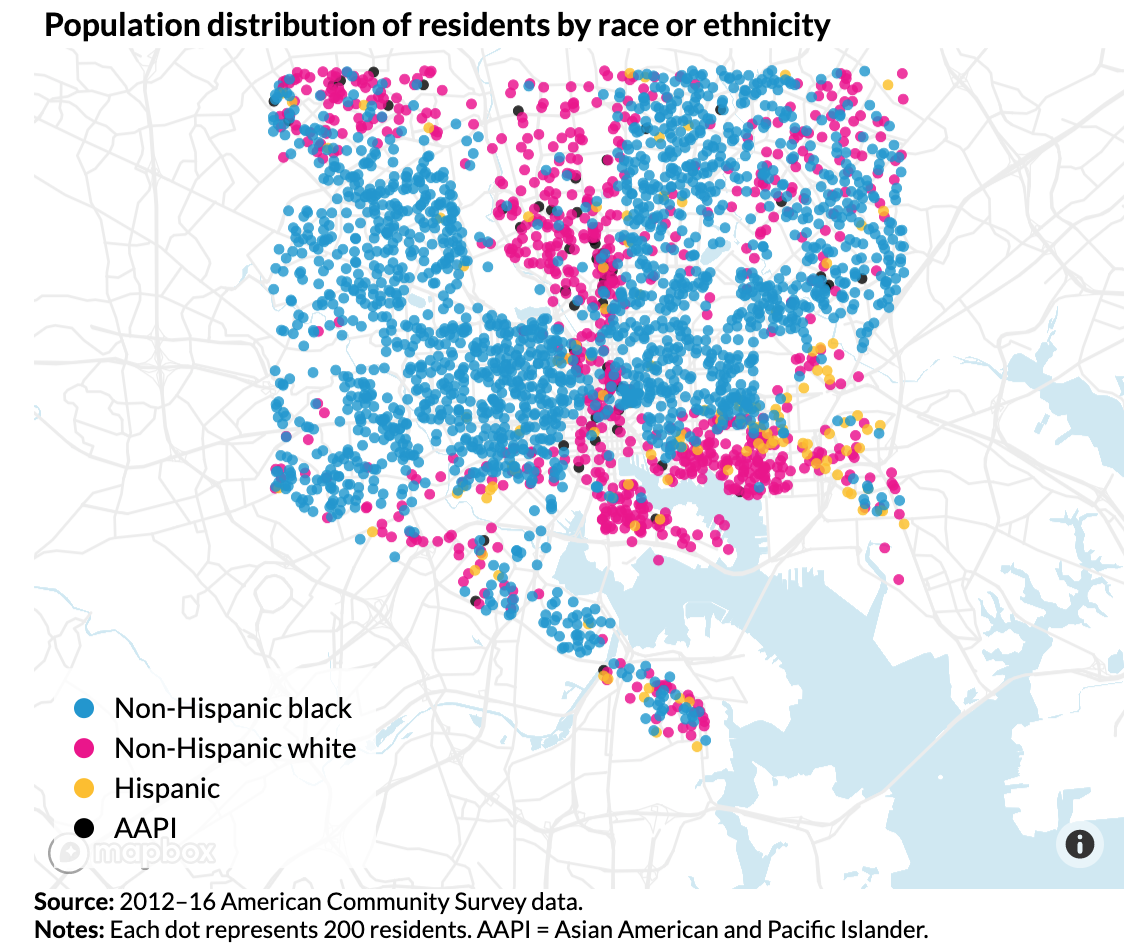 Population distribution of residents by race or ethnicity
Non-Hispanic black
Non-Hispanic white
Hispanic
AAPI
mapbox
i
Source: 2012–16 American Community Survey data.
Notes: Each dot represents 200 residents. AAPI = Asian American and Pacific Islander.